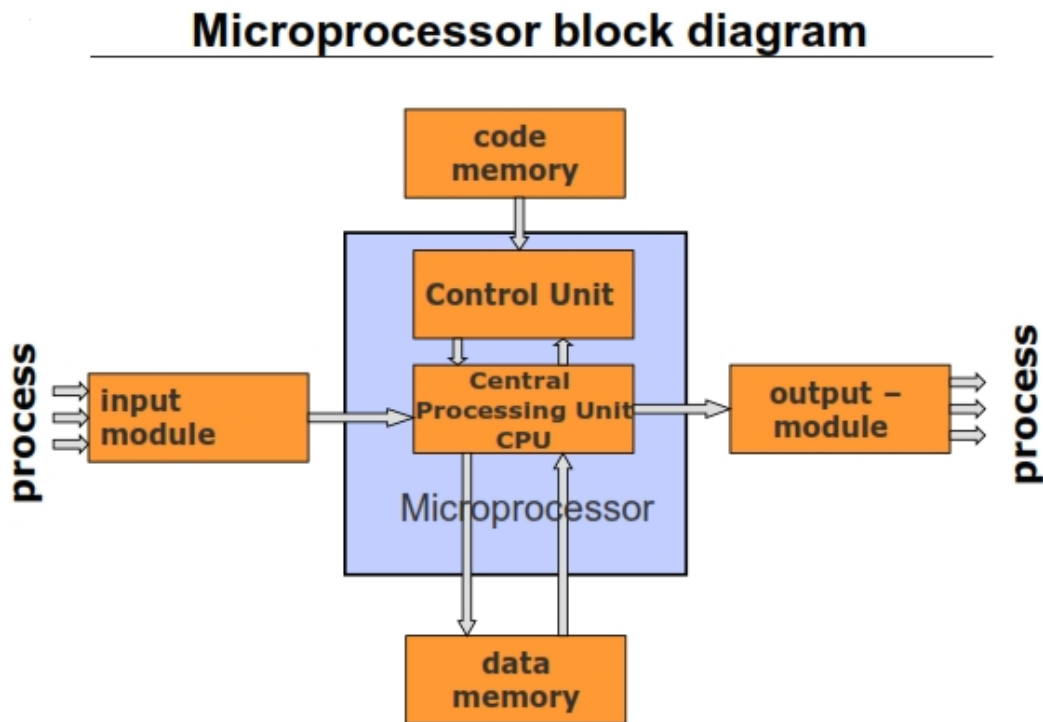 Microprocessor block diagram
code
memory
Control Unit
process
input
module
Central
Processing Unit
CPU
output –
module
process
Microprocessor
data
memory